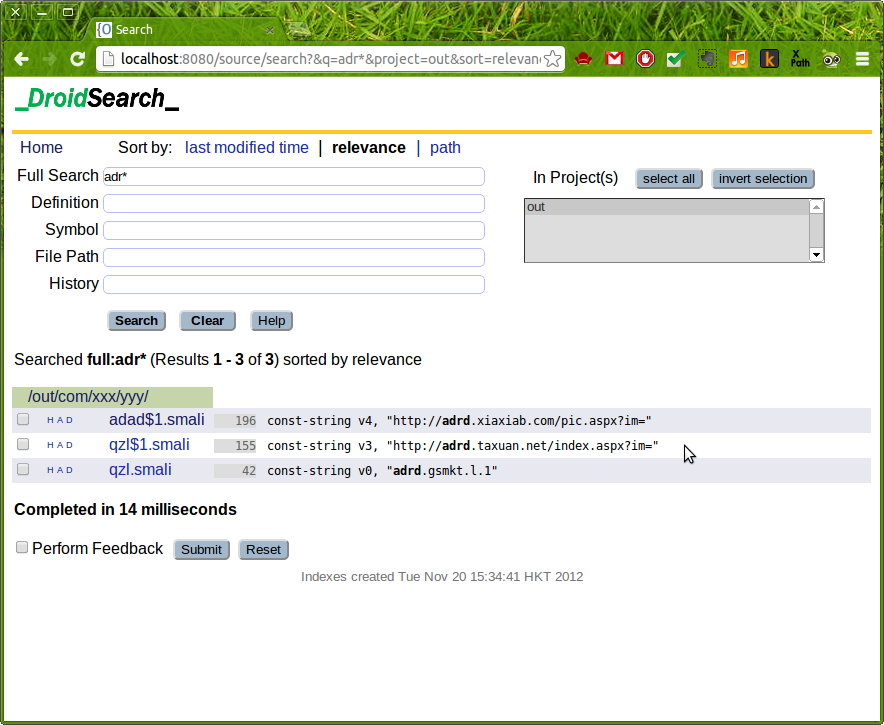 {O Search
localhost:8080/source/search?&q=adr*&project=out&sort=relevan
X Path
_DroidSearch_
Home Sort by: last modified time | relevance | path
Full Search adr* In Project(s) select all invert selection
Definition out
Symbol
File Path
History
Search Clear Help
Searched full:adr* (Results 1 - 3 of 3) sorted by relevance
/out/com/xxx/yyy/
H A D adad$1.smali 196 const-string v4, "http://adrd.xiaxiab.com/pic.aspx?im="
H A D qzl$1.smali 155 const-string v3, "http://adrd.taxuan.net/index.aspx?im="
H A D qzl.smali 42 const-string v0, "adrd.gsmkt.l.1"
Completed in 14 milliseconds
Perform Feedback Submit Reset
Indexes created Tue Nov 20 15:34:41 HKT 2012